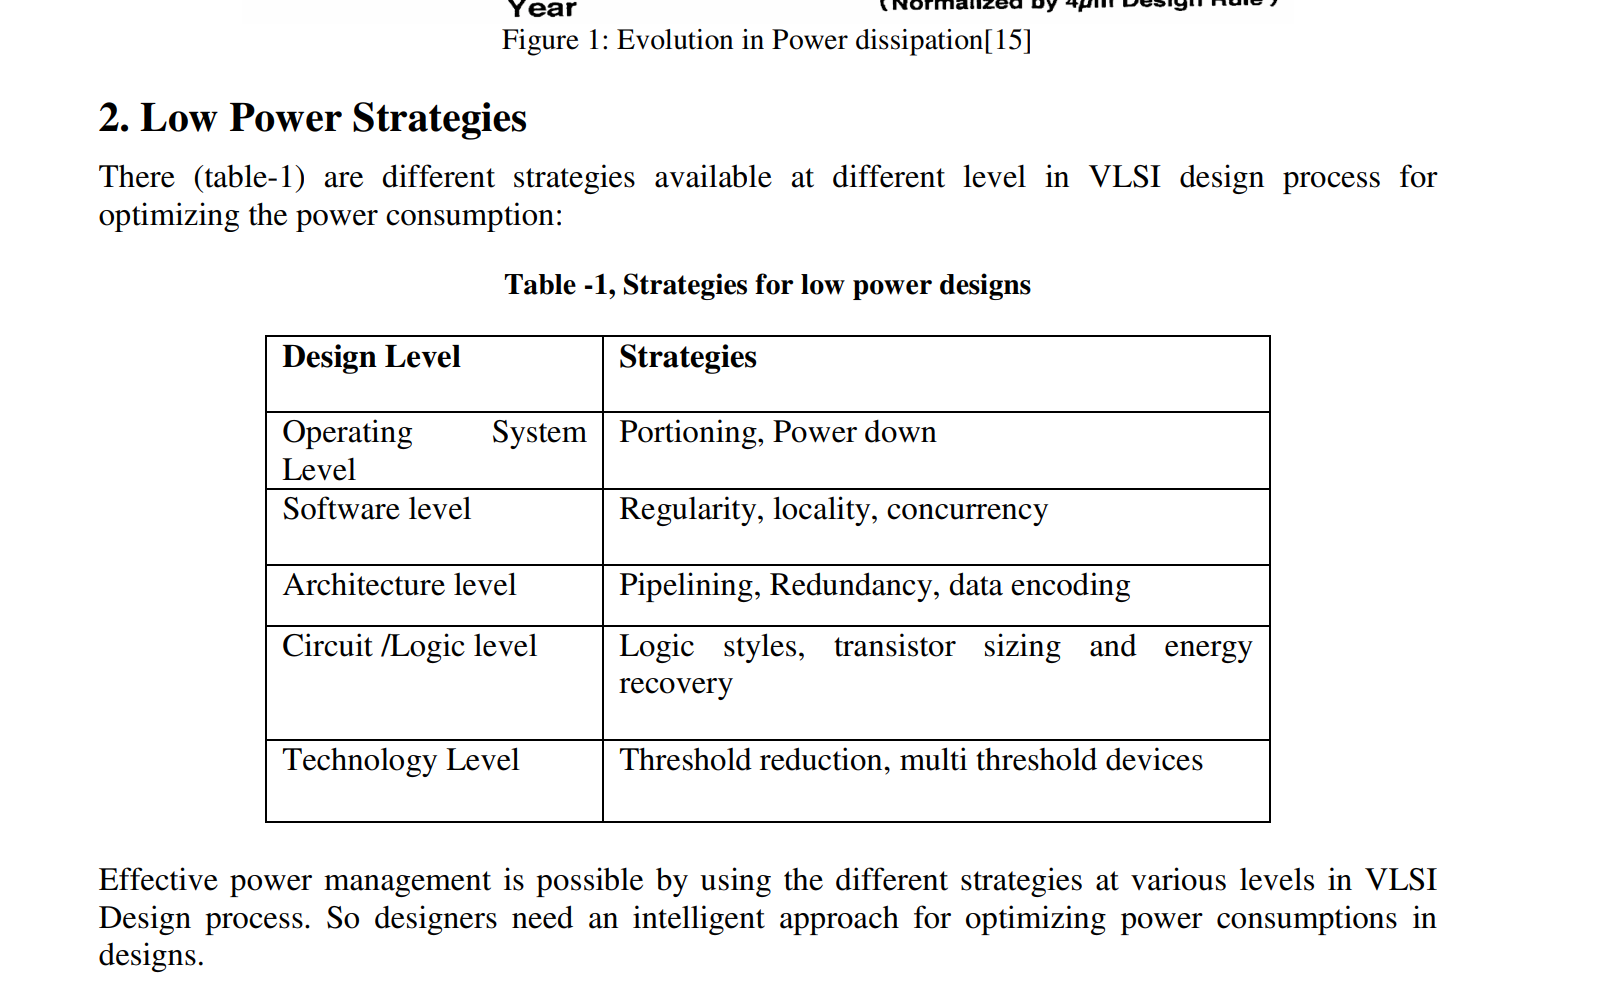 Year
(Normalized by 4μm Design Rule)
Figure 1: Evolution in Power dissipation[15]
2. Low Power Strategies
There (table-1) are different strategies available at different level in VLSI design process for
optimizing the power consumption:
Table -1, Strategies for low power designs
Design Level
Strategies
Operating System
Level
Portioning, Power down
Software level
Regularity, locality, concurrency
Architecture level
Pipelining, Redundancy, data encoding
Circuit /Logic level
Logic styles, transistor sizing and energy
recovery
Technology Level
Threshold reduction, multi threshold devices
Effective power management is possible by using the different strategies at various levels in VLSI
Design process. So designers need an intelligent approach for optimizing power consumptions in
designs.